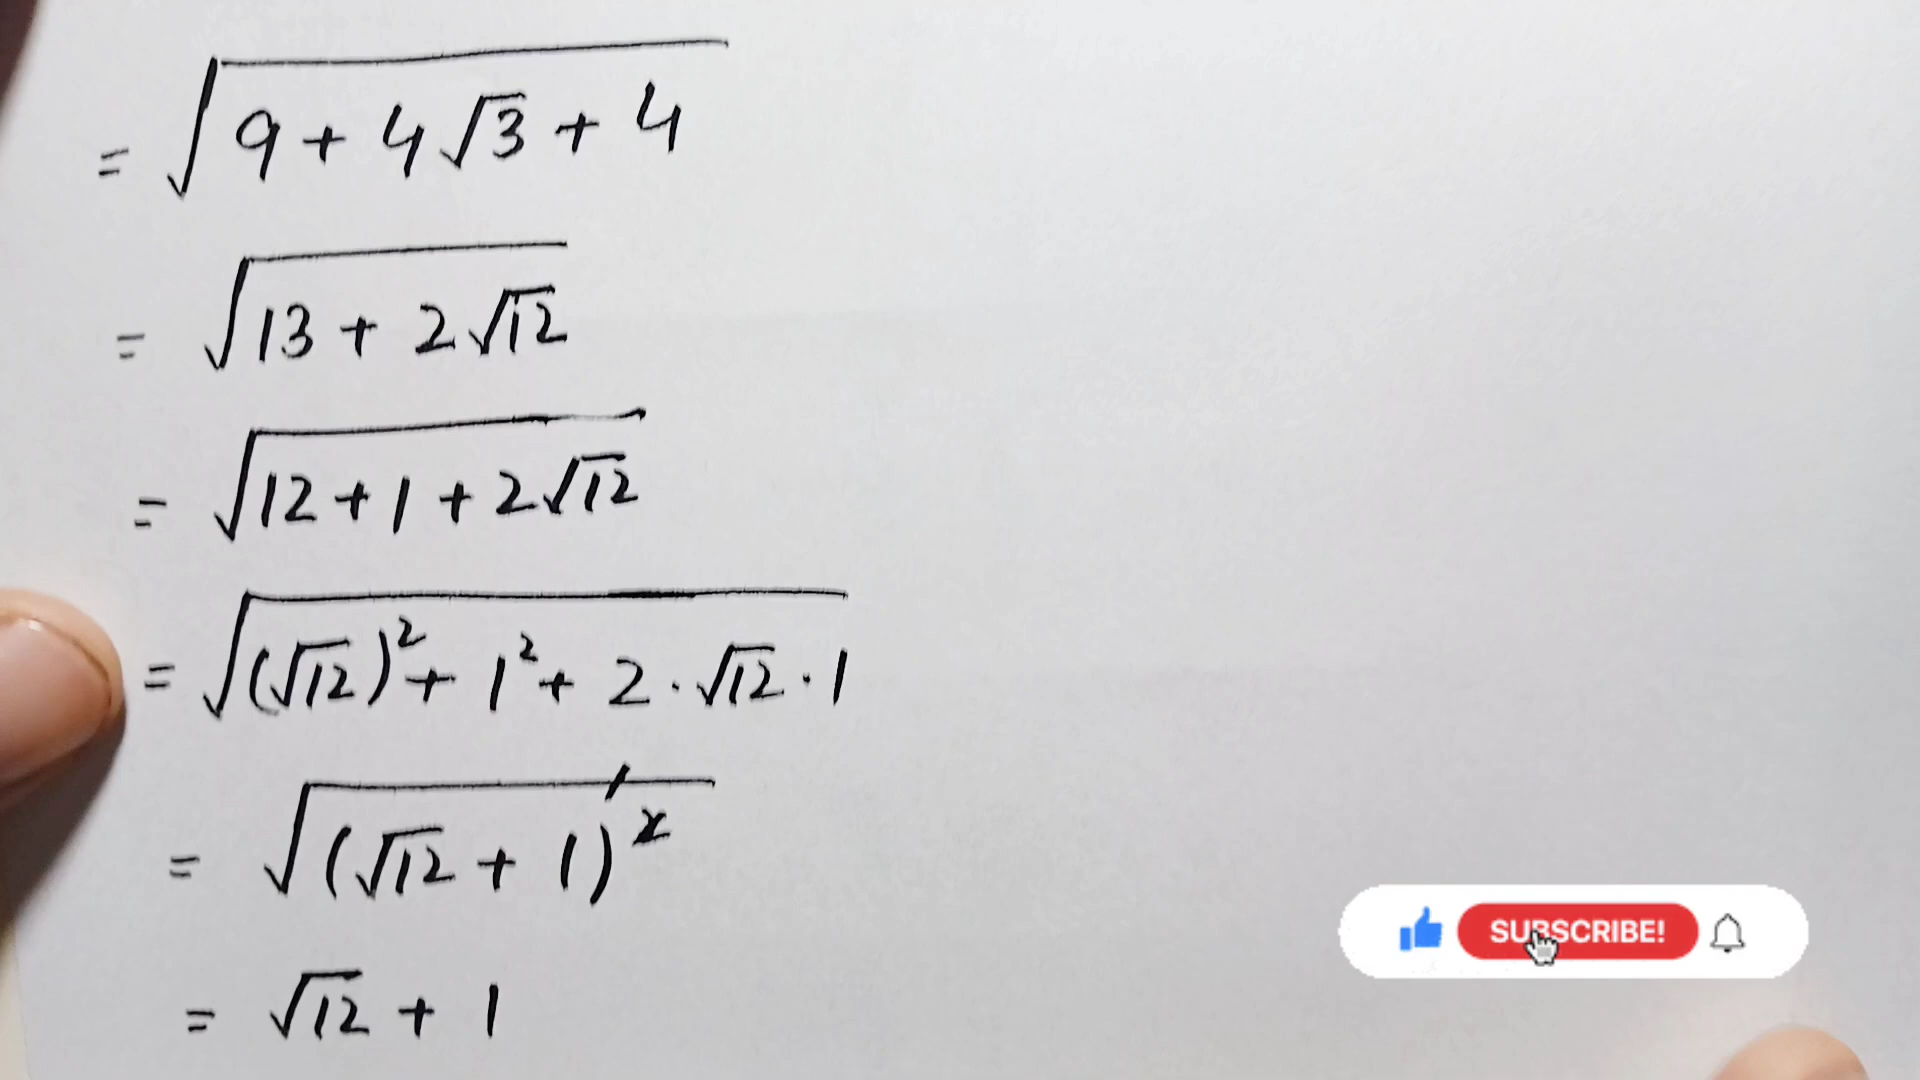 = √(9 + 4√3 + 4)
= √(13 + 2√12)
= √(12 + 1 + 2√12)
= √((√12)² + 1² + 2 · √12 · 1)
= √((√12 + 1)²)
= √12 + 1
SUBSCRIBE!